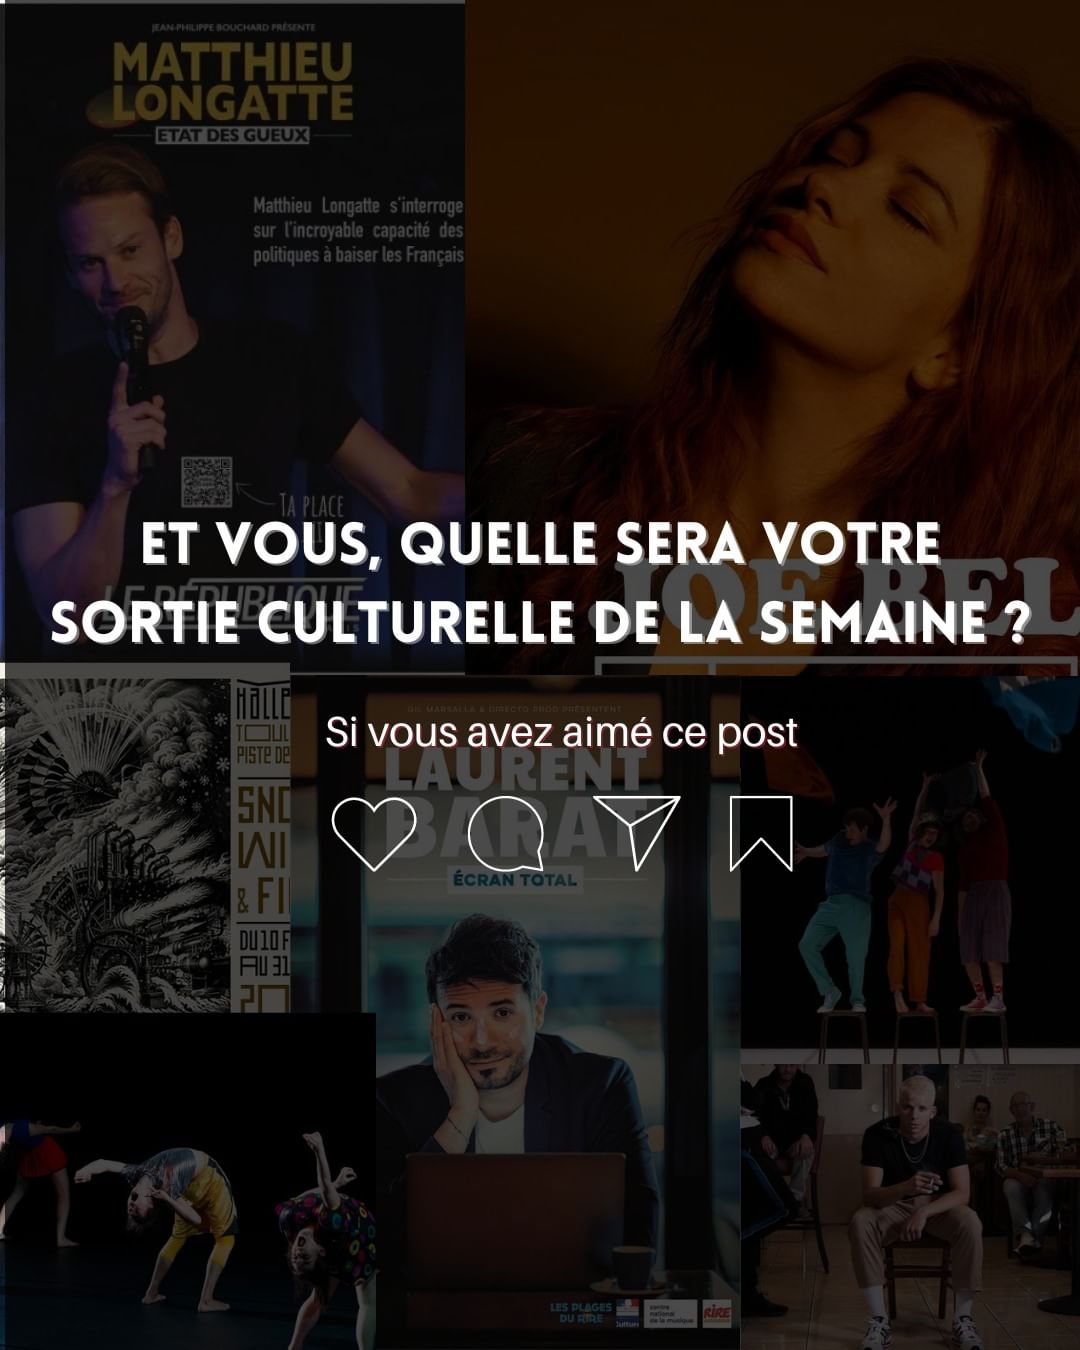 JEAN-PHILIPPE BOUCHARD PRÉSENTE
MATTHIEU
LONGATTE
ETAT DES GUEUX
Matthieu Longatte s'interroge
sur l'incroyable capacité des
politiques à baiser les Français
TA PLACE
ET VOUS, QUELLE SERA VOTRE
LE RÉPUBLIQUE
JOE BEL
SORTIE CULTURELLE DE LA SEMAINE ?
HALLE
TOUL
PISTE DE
SNO
WI
& FI
DU 10 F
AU 31
20
GIL MARSALLA & DIRECTO PROD PRÉSENTENT
Si vous avez aimé ce post
LAURENT
BARAT
ÉCRAN TOTAL
LES PLAGES
DU RIRE
Culture
centre
national
de la musique
RIRE